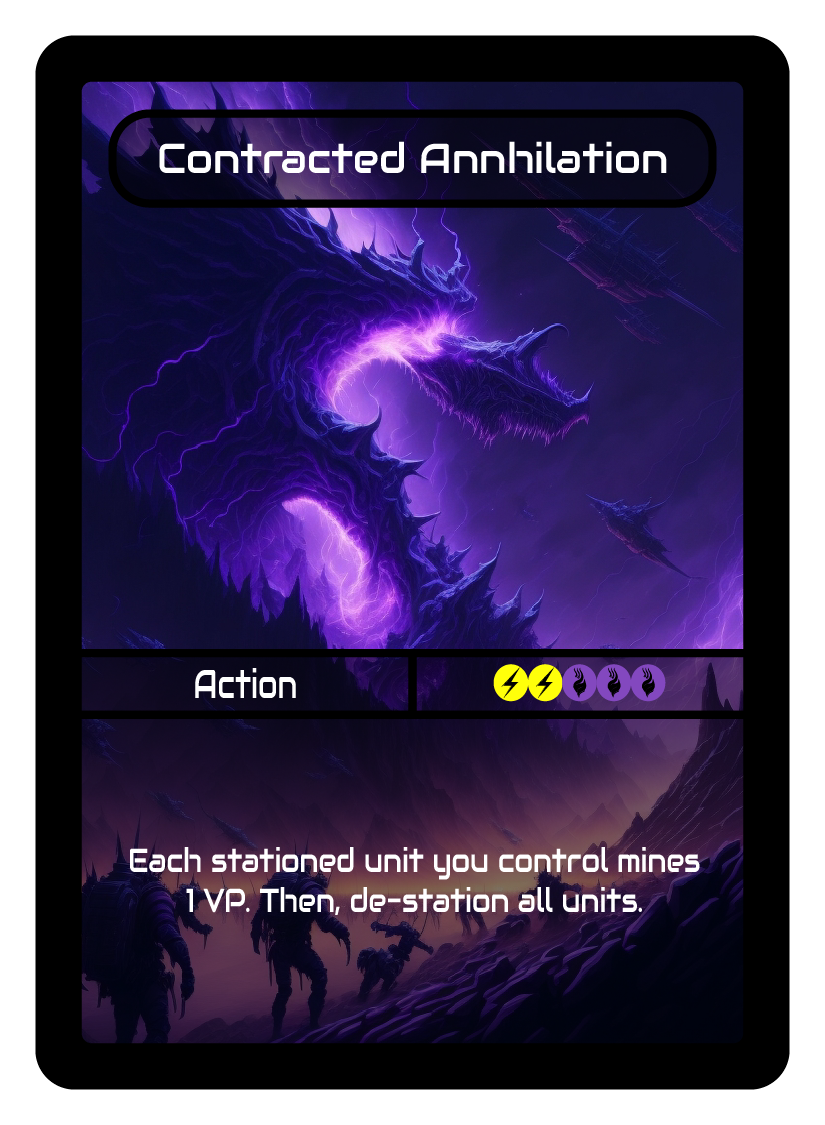 Contracted Annhilation
Action
Each stationed unit you control mines
1 VP. Then, de-station all units.